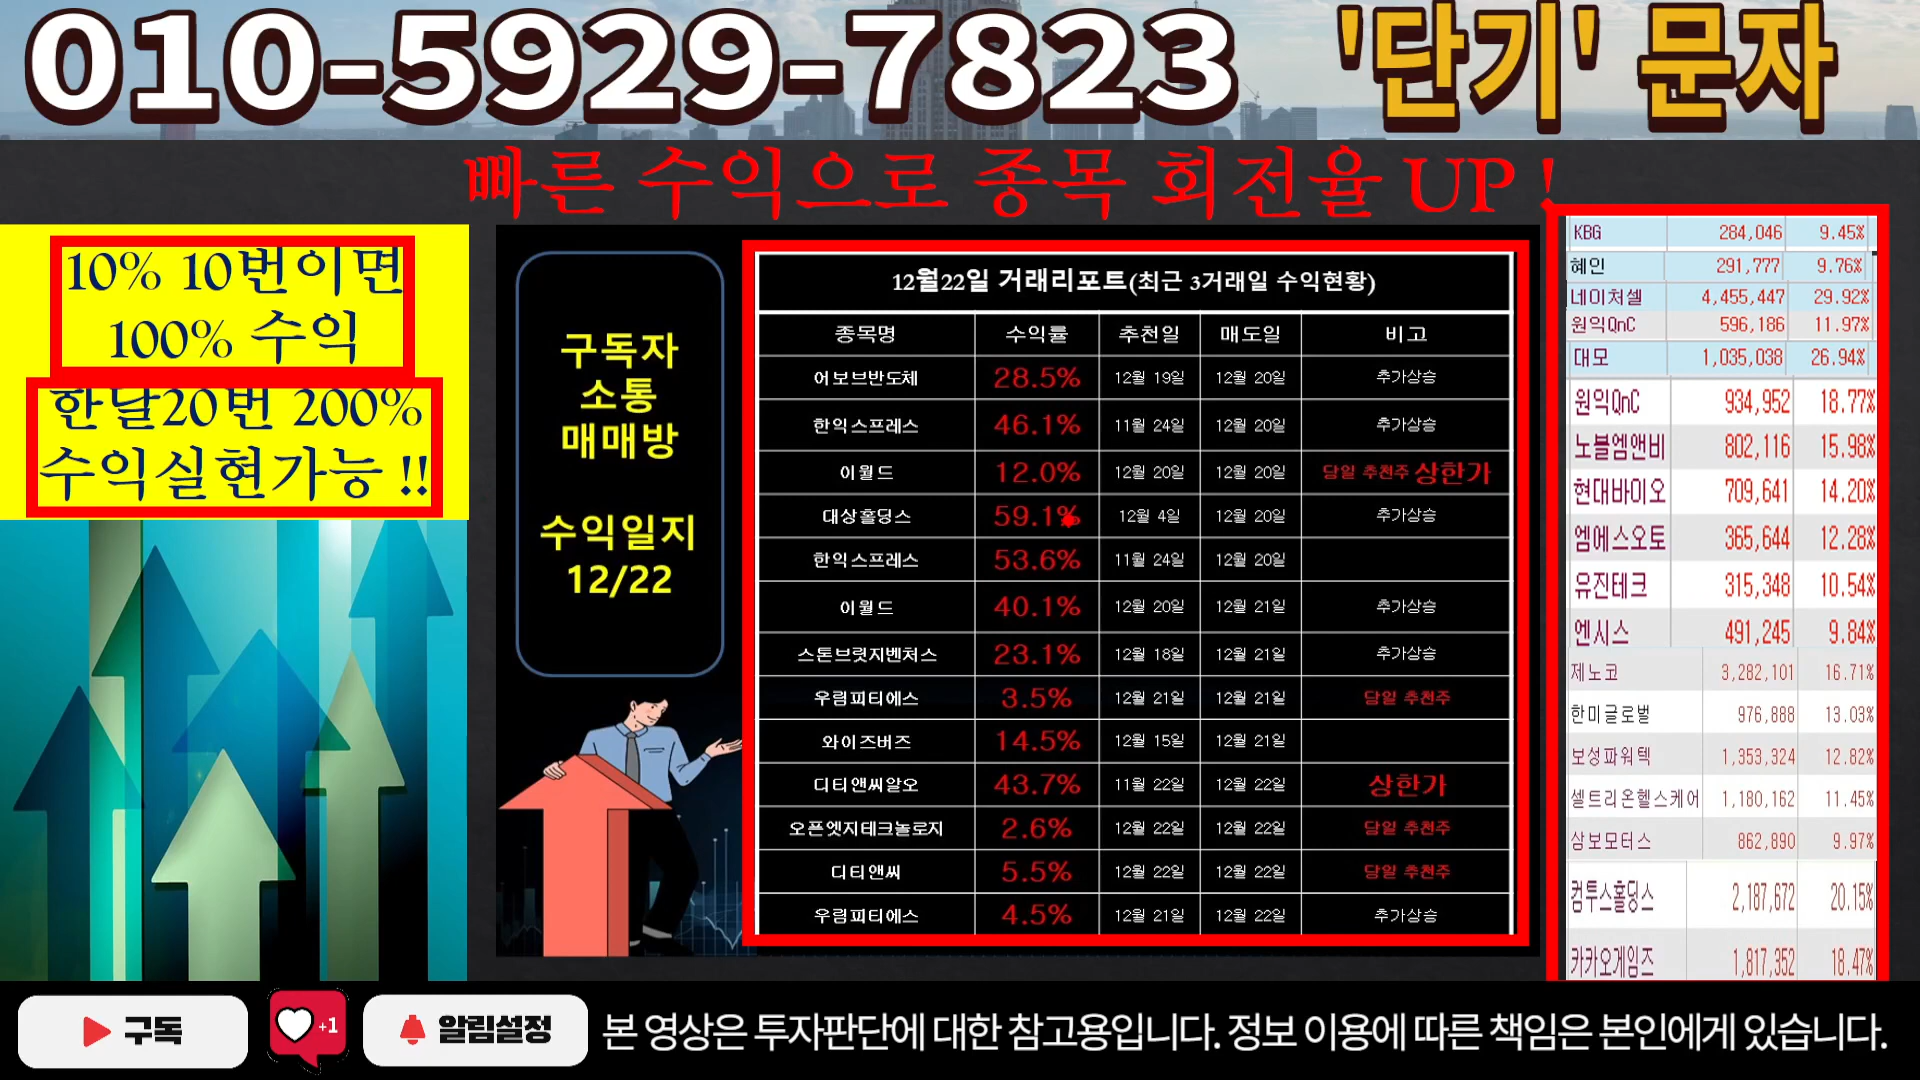 010-5929-7823 '단기' 문자
빠른 수익으로 종목 회전율 UP !
10% 10번이면
100% 수익
한달20번 200%
수익실현가능 !!
구독자
소통
매매방
수익일지
12/22
12월22일 거래리포트(최근 3거래일 수익현황)
종목명 수익률 추천일 매도일 비고
어보브반도체 28.5% 12월 19일 12월 20일 추가상승
한익스프레스 46.1% 11월 24일 12월 20일 추가상승
이월드 12.0% 12월 20일 12월 20일 당일 추천주 상한가
대상홀딩스 59.1% 12월 4일 12월 20일 추가상승
한익스프레스 53.6% 11월 24일 12월 20일
이월드 40.1% 12월 20일 12월 21일 추가상승
스톤브릿지벤처스 23.1% 12월 18일 12월 21일 추가상승
우림피티에스 3.5% 12월 21일 12월 21일 당일 추천주
와이즈버즈 14.5% 12월 15일 12월 21일
디티앤씨알오 43.7% 11월 22일 12월 22일 상한가
오픈엣지테크놀로지 2.6% 12월 22일 12월 22일 당일 추천주
디티앤씨 5.5% 12월 22일 12월 22일 당일 추천주
우림피티에스 4.5% 12월 21일 12월 22일 추가상승
KBG 284,046 9.45%
혜인 291,777 9.76%
네이처셀 4,455,447 29.92%
원익QnC 596,186 11.97%
대모 1,035,038 26.94%
원익QnC 934,952 18.77%
노블엠앤비 802,116 15.98%
현대바이오 709,641 14.20%
엠에스오토 365,644 12.28%
유진테크 315,348 10.54%
엔시스 491,245 9.84%
제노코 3,282,101 16.71%
한미글로벌 976,888 13.03%
보성파워텍 1,353,324 12.82%
셀트리온헬스케어 1,180,162 11.45%
상보모터스 862,890 9.97%
컴투스홀딩스 2,187,672 20.15%
카카오게임즈 1,817,352 18.47%
구독
+1
알림설정
본 영상은 투자판단에 대한 참고용입니다. 정보 이용에 따른 책임은 본인에게 있습니다.